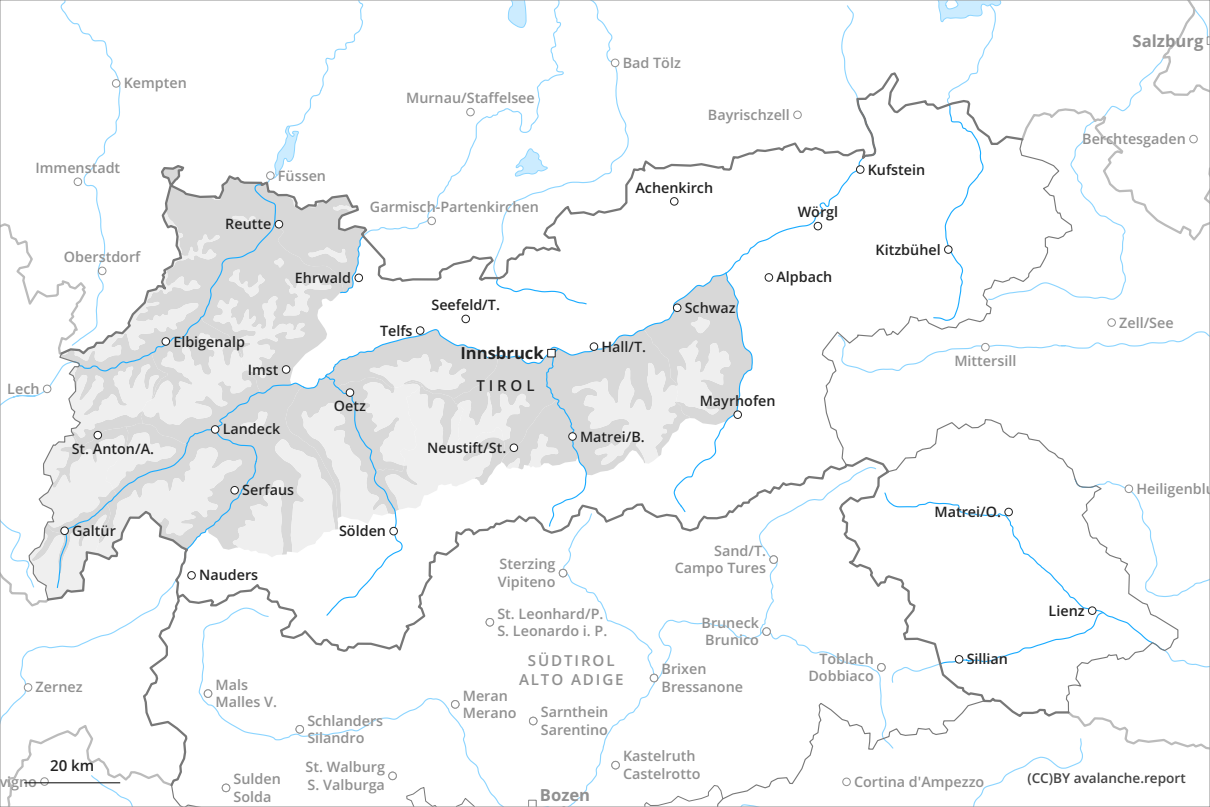 Salzburg
Bad Tölz
Kempten
Murnau/Staffelsee
Bayrischzell
Berchtesgaden
Immenstadt
Füssen
Kufstein
Achenkirch
Garmisch-Partenkirchen
Wörgl
Reutte
Kitzbühel
Oberstdorf
Ehrwald
Alpbach
Seefeld/T.
Schwaz
Zell/See
Telfs
Elbigenalp
Innsbruck
Hall/T.
Mittersill
Imst
TIROL
Lech
Oetz
Mayrhofen
Landeck
Matrei/B.
St. Anton/A.
Neustift/St.
Serfaus
Heiligenblu
Matrei/O.
Galtür
Sölden
Sand/T.
Campo Tures
Sterzing
Vipiteno
Nauders
Lienz
St. Leonhard/P.
S. Leonardo i. P.
Bruneck
Brunico
SÜDTIROL
ALTO ADIGE
Toblach
Dobbiaco
Sillian
Brixen
Bressanone
Zernez
Mals
Malles V.
Meran
Merano
Sarnthein
Sarentino
Schlanders
Silandro
Kastelruth
Castelrotto
St. Walburg
S. Valburga
20 km
vigno
Sulden
Solda
Cortina d'Ampezzo
(CC)BY avalanche.report
Bozen